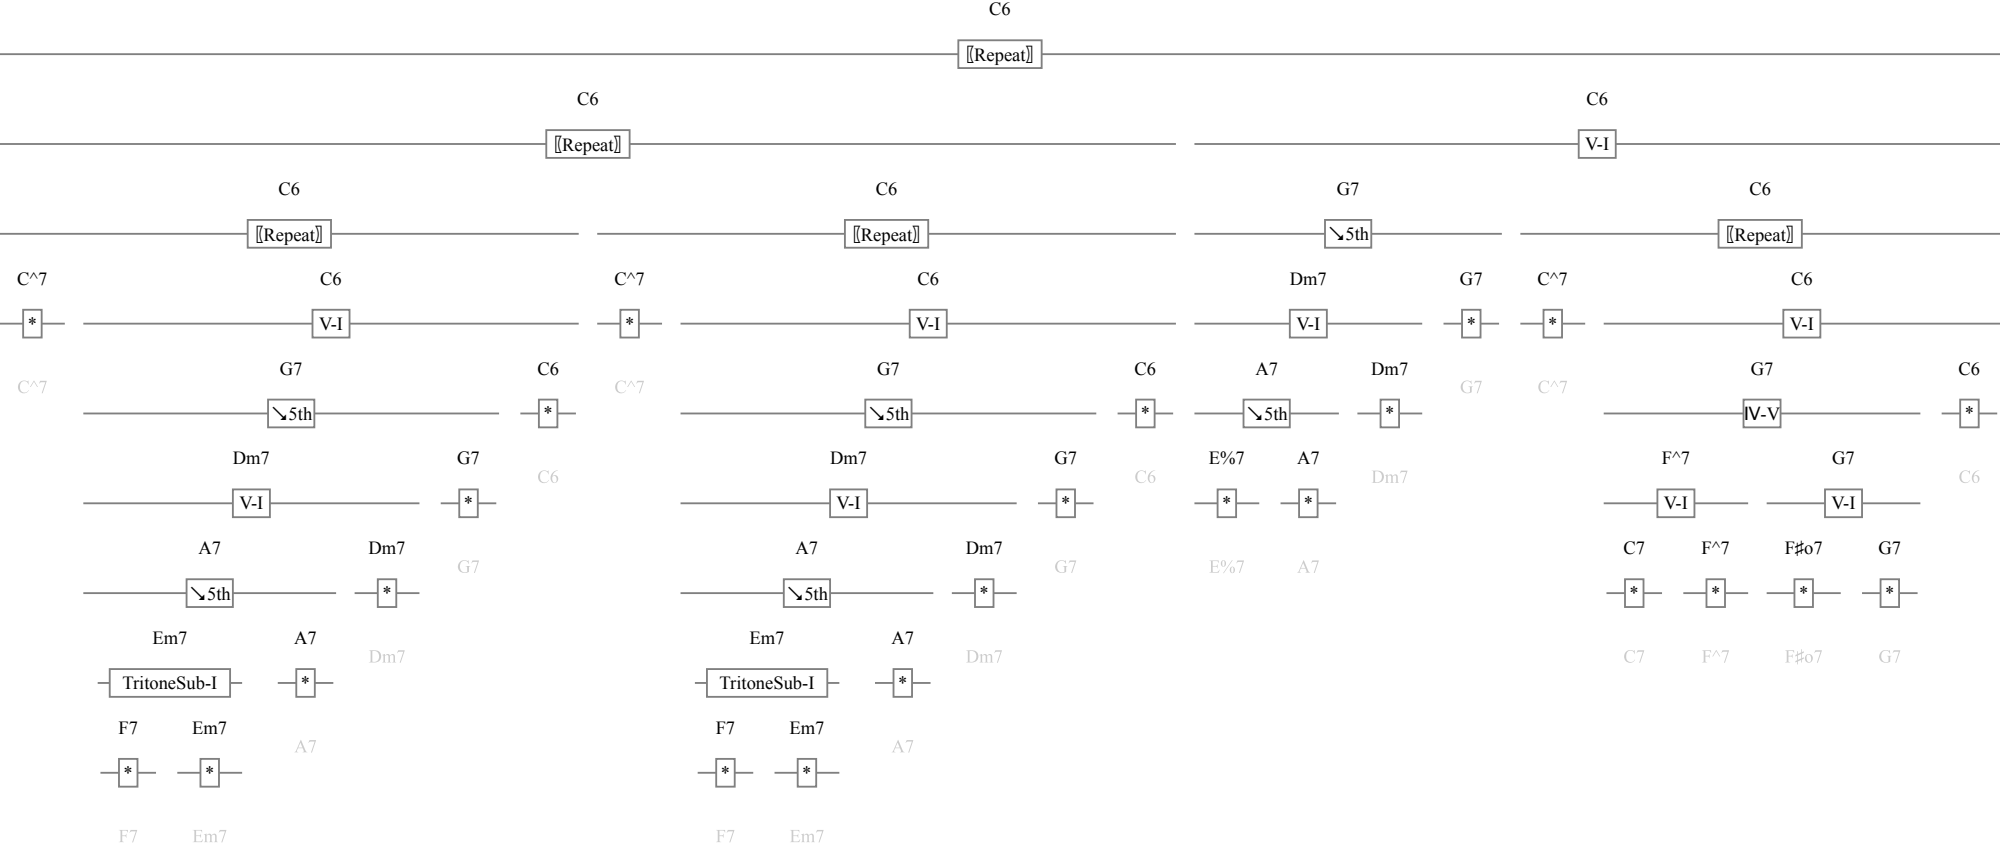 C6
⟦Repeat⟧
C6 C6
⟦Repeat⟧ V-I
C6 C6 G7 C6
⟦Repeat⟧ ⟦Repeat⟧ ↘5th ⟦Repeat⟧
C^7 C6 C^7 C6 Dm7 G7 C^7 C6
* V-I * V-I V-I * * V-I
C^7 G7 C6 C^7 G7 C6 A7 Dm7 G7 C^7 G7 C6
↘5th * ↘5th * ↘5th * Ⅳ-V *
Dm7 G7 C6 Dm7 G7 C6 E%7 A7 Dm7 F^7 G7 C6
V-I * V-I * * * V-I V-I
A7 Dm7 G7 A7 Dm7 G7 E%7 A7 C7 F^7 F♯o7 G7
↘5th * ↘5th * * * * *
Em7 A7 Dm7 Em7 A7 Dm7 C7 F^7 F♯o7 G7
TritoneSub-I * TritoneSub-I *
F7 Em7 A7 F7 Em7 A7
* * * *
F7 Em7 F7 Em7